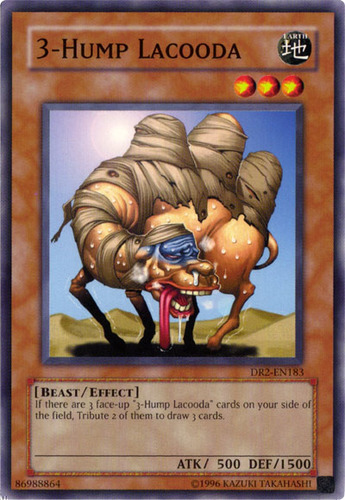 3-Hump Lacooda
EARTH
地
DR2-EN183
[Beast/Effect]
If there are 3 face-up "3-Hump Lacooda" cards on your side of
the field, Tribute 2 of them to draw 3 cards.
ATK/ 500 DEF/1500
86988864
©1996 KAZUKI TAKAHASHI